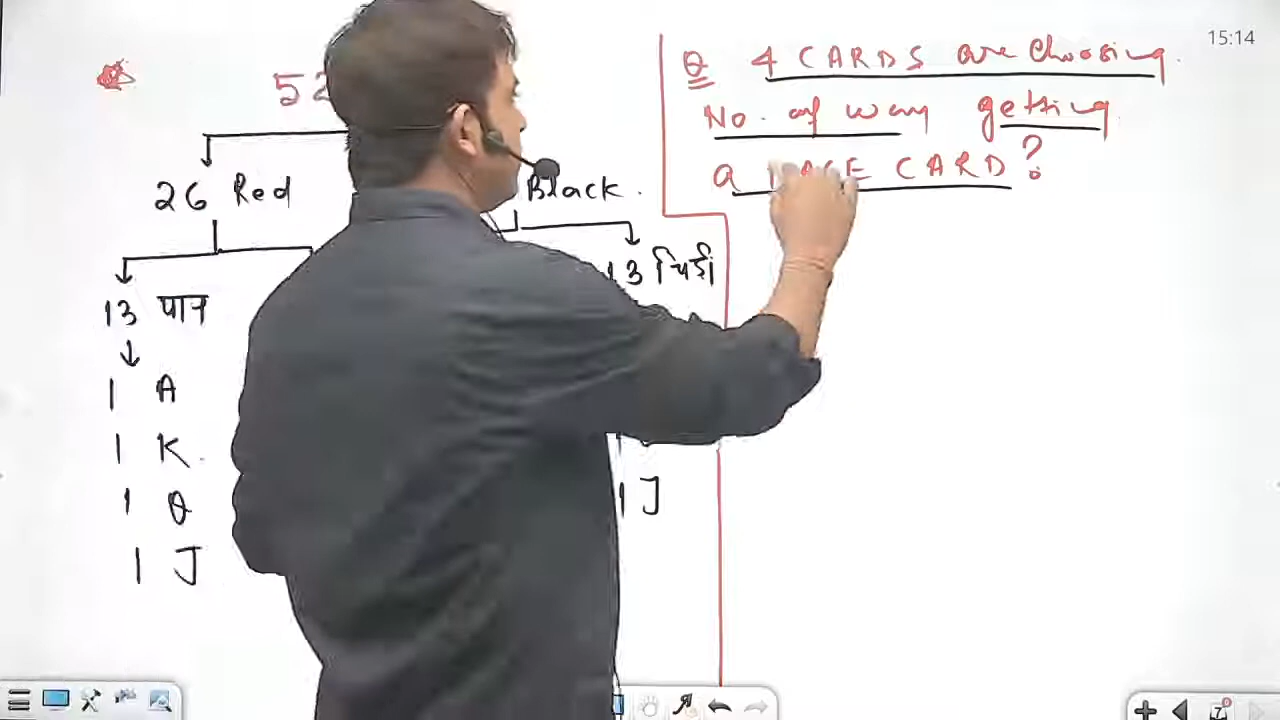 15:14
52
26 Red
Black.
13 पान
13 चिड़ी
1 A
1 K.
1 Q
1 J
1 J
Q 4 CARDS are choosing.
No. of way getting
a CARD?